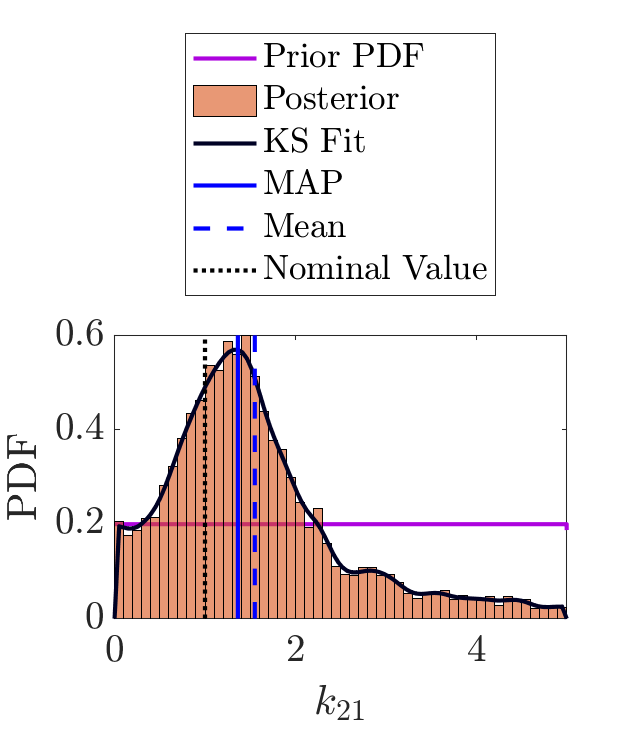 Prior PDF
Posterior
KS Fit
MAP
Mean
Nominal Value
0.6
0.4
0.2
0
PDF
0 2 4
k₂₁